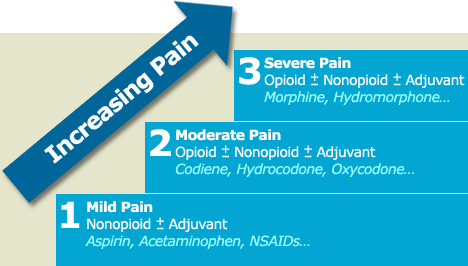 Increasing Pain
3 Severe Pain
Opioid ± Nonopioid ± Adjuvant
Morphine, Hydromorphone...
2 Moderate Pain
Opioid ± Nonopioid ± Adjuvant
Codiene, Hydrocodone, Oxycodone...
1 Mild Pain
Nonopioid ± Adjuvant
Aspirin, Acetaminophen, NSAIDs...